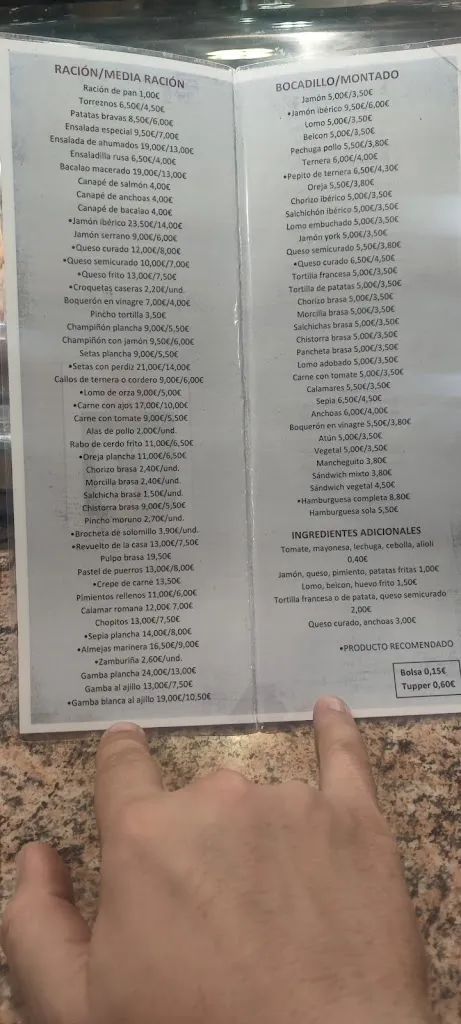 RACIÓN/MEDIA RACIÓN
Ración de pan 1,00€
Torreznos 6,50€/4,50€
Patatas bravas 8,50€/6,00€
Ensalada especial 9,50€/7,00€
Ensalada de ahumados 19,00€/13,00€
Ensaladilla rusa 6,50€/4,00€
Bacalao macerado 19,00€/13,00€
Canapé de salmón 4,00€
Canapé de anchoas 4,00€
Canapé de bacalao 4,00€
•Jamón ibérico 23,50€/14,00€
Jamón serrano 9,00€/6,00€
•Queso curado 12,00€/8,00€
•Queso semicurado 10,00€/7,00€
•Queso frito 13,00€/7,50€
•Croquetas caseras 2,20€/und.
Boquerón en vinagre 7,00€/4,00€
Pincho tortilla 3,50€
Champiñón plancha 9,00€/5,50€
Champiñón con jamón 9,50€/6,00€
Setas plancha 9,00€/5,50€
•Setas con perdiz 21,00€/14,00€
Callos de ternera o cordero 9,00€/6,00€
•Lomo de orza 9,00€/5,00€
•Carne con ajos 17,00€/10,00€
Carne con tomate 9,00€/5,50€
Alas de pollo 2,00€/und.
Rabo de cerdo frito 11,00€/6,50€
•Oreja plancha 11,00€/6,50€
Chorizo brasa 2,40€/und.
Morcilla brasa 2,40€/und.
Salchicha brasa 1,50€/und.
Chistorra brasa 9,00€/5,50€
Pincho moruno 2,70€/und.
•Brocheta de solomillo 3,90€/und.
•Revuelto de la casa 13,00€/7,50€
Pulpo brasa 19,50€
Pastel de puerros 13,00€/8,00€
•Crepe de carne 13,50€
Pimientos rellenos 11,00€/6,00€
Calamar romana 12,00€ 7,00€
Chopitos 13,00€/7,50€
•Sepia plancha 14,00€/8,00€
•Almejas marinera 16,50€/9,00€
•Zamburiña 2,60€/und.
Gamba plancha 24,00€/13,00€
Gamba al ajillo 13,00€/7,50€
•Gamba blanca al ajillo 19,00€/10,50€
BOCADILLO/MONTADO
Jamón 5,00€/3,50€
•Jamón ibérico 9,50€/6,00€
Lomo 5,00€/3,50€
Beicon 5,00€/3,50€
Pechuga pollo 5,50€/3,80€
Ternera 6,00€/4,00€
•Pepito de ternera 6,50€/4,30€
Oreja 5,50€/3,80€
Chorizo ibérico 5,00€/3,50€
Salchichón ibérico 5,00€/3,50€
Lomo embuchado 5,00€/3,50€
Jamón york 5,00€/3,50€
Queso semicurado 5,50€/3,80€
•Queso curado 6,50€/4,50€
Tortilla francesa 5,00€/3,50€
Tortilla de patatas 5,00€/3,50€
Chorizo brasa 5,00€/3,50€
Morcilla brasa 5,00€/3,50€
Salchichas brasa 5,00€/3,50€
Chistorra brasa 5,00€/3,50€
Pancheta brasa 5,00€/3,50€
Lomo adobado 5,00€/3,50€
Carne con tomate 5,00€/3,50€
Calamares 5,50€/3,50€
Sepia 6,50€/4,50€
Anchoas 6,00€/4,00€
Boquerón en vinagre 5,50€/3,80€
Atún 5,00€/3,50€
Vegetal 5,00€/3,50€
Mancheguito 3,80€
Sándwich mixto 3,80€
Sándwich vegetal 4,50€
•Hamburguesa completa 8,80€
Hamburguesa sola 5,50€
INGREDIENTES ADICIONALES
Tomate, mayonesa, lechuga, cebolla, alioli
0,40€
Jamón, queso, pimiento, patatas fritas 1,00€
Lomo, beicon, huevo frito 1,50€
Tortilla francesa o de patata, queso semicurado
2,00€
Queso curado, anchoas 3,00€
•PRODUCTO RECOMENDADO
Bolsa 0,15€
Tupper 0,60€